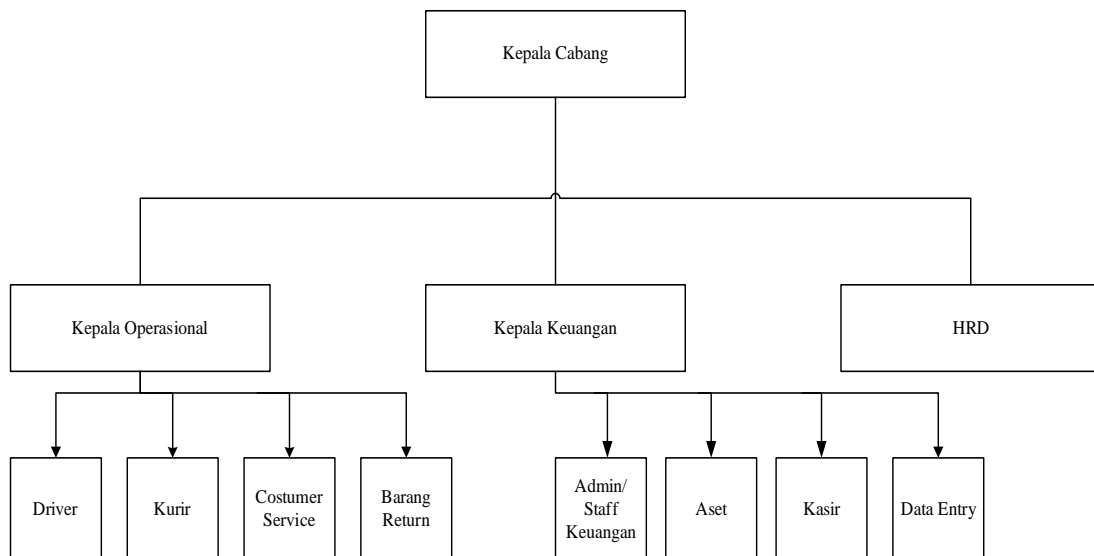 Kepala Cabang
Kepala Operasional
Kepala Keuangan
HRD
Driver
Kurir
Costumer
Service
Barang
Return
Admin/
Staff
Keuangan
Aset
Kasir
Data Entry